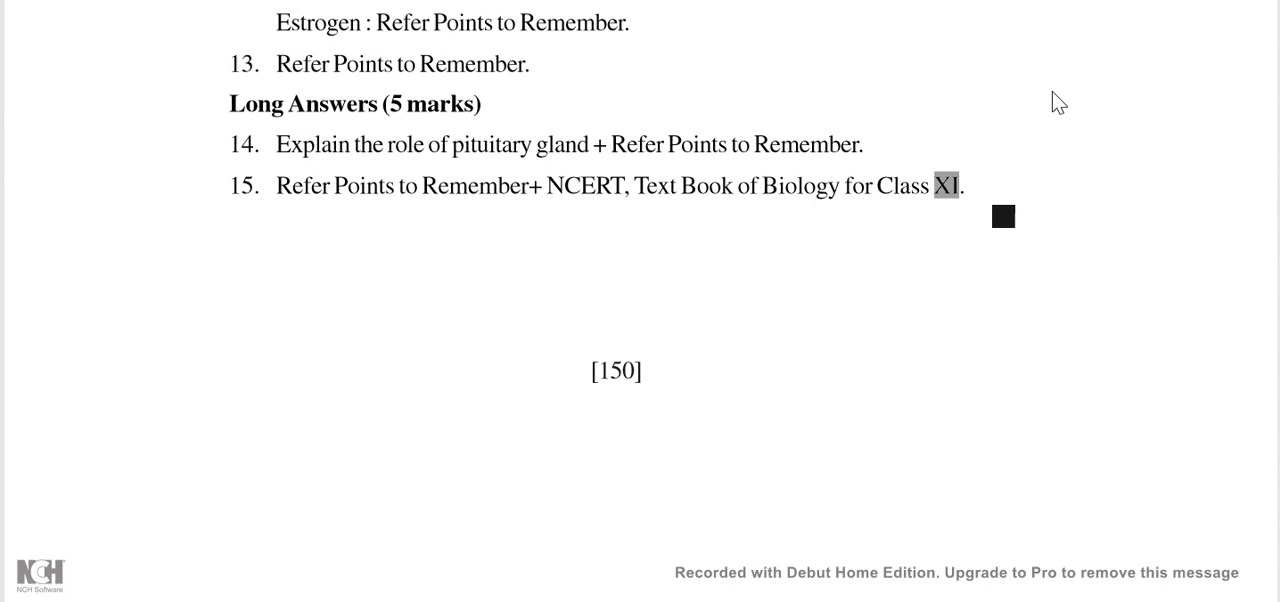 Estrogen : Refer Points to Remember.
13. Refer Points to Remember.
Long Answers (5 marks)
14. Explain the role of pituitary gland + Refer Points to Remember.
15. Refer Points to Remember+ NCERT, Text Book of Biology for Class XI.
[150]
NCH
NCH Software
Recorded with Debut Home Edition. Upgrade to Pro to remove this message